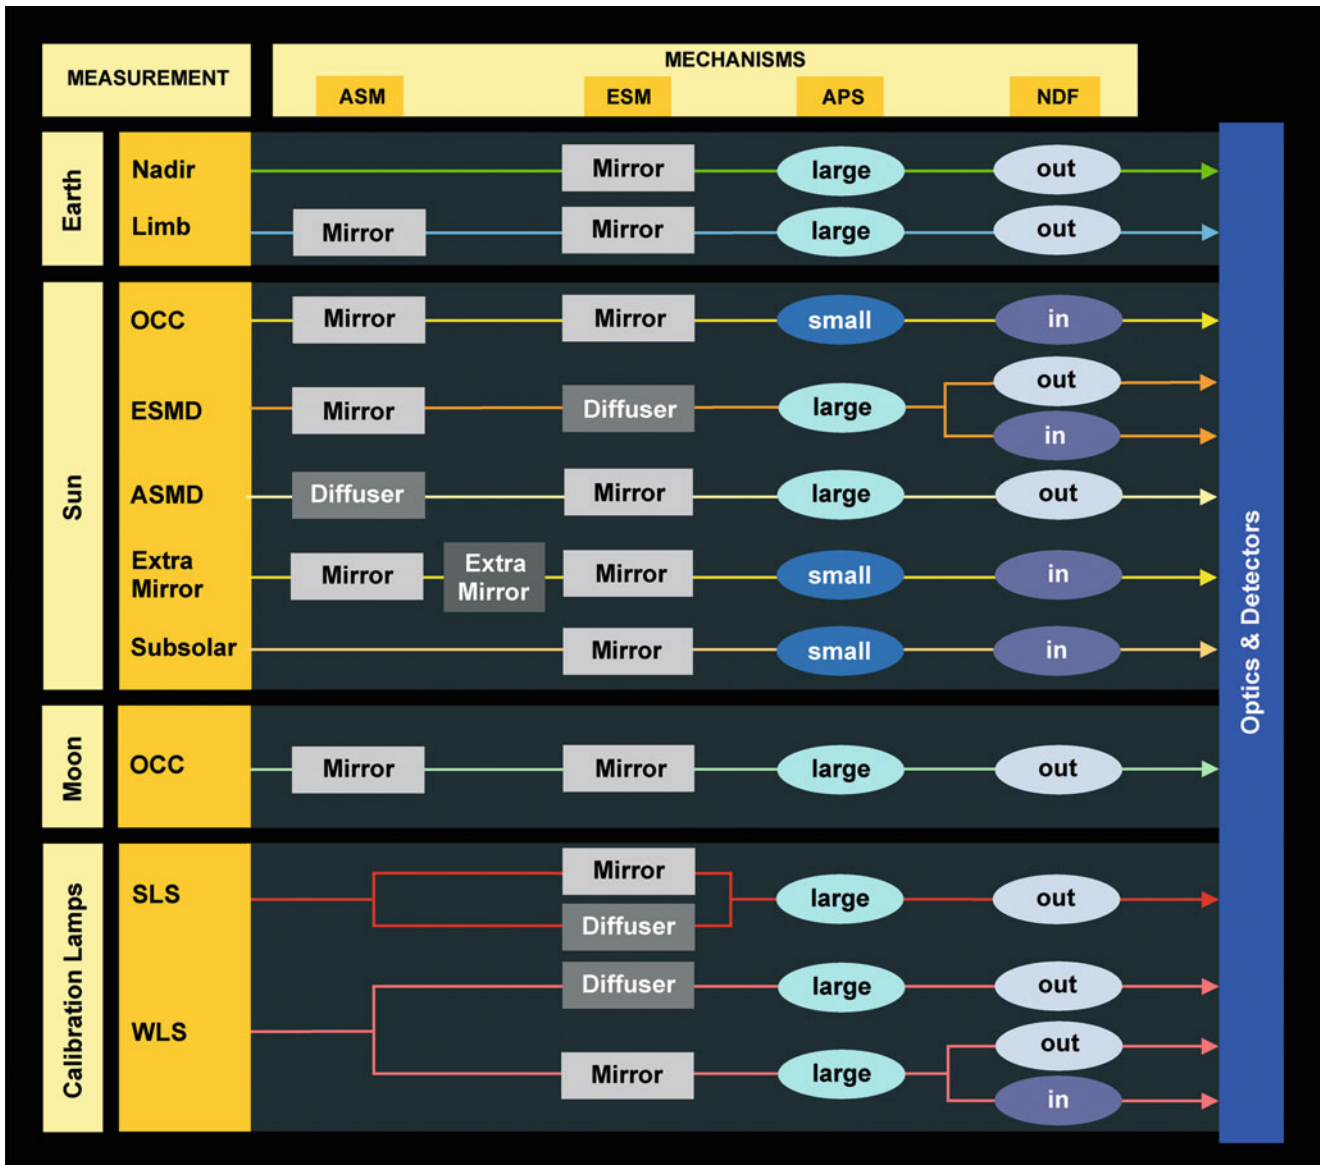 MEASUREMENT
MECHANISMS
ASM ESM APS NDF
Earth
Nadir Mirror large out
Limb Mirror Mirror large out
Sun
OCC Mirror Mirror small in
ESMD Mirror Diffuser large out
in
ASMD Diffuser Mirror large out
Extra
Mirror Mirror Extra
Mirror Mirror small in
Subsolar Mirror small in
Moon
OCC Mirror Mirror large out
Calibration Lamps
SLS Mirror
Diffuser large out
WLS Diffuser large out
Mirror large out
in
Optics & Detectors